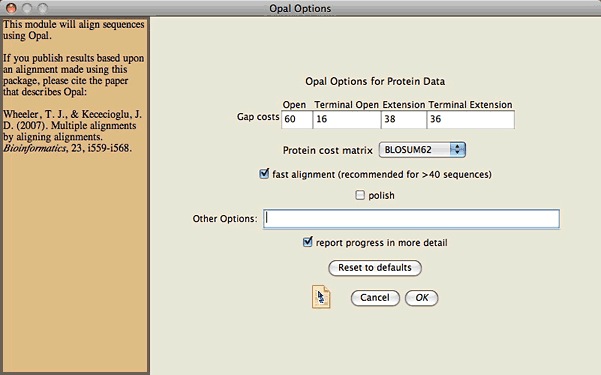 Opal Options
This module will align sequences
using Opal.
If you publish results based upon
an alignment made using this
package, please cite the paper
that describes Opal:
Wheeler, T. J., & Kececioglu, J.
D. (2007). Multiple alignments
by aligning alignments.
Bioinformatics, 23, i559-i568.
Opal Options for Protein Data
Open Terminal Open Extension Terminal Extension
Gap costs 60 16 38 36
Protein cost matrix BLOSUM62
fast alignment (recommended for >40 sequences)
polish
Other Options:
report progress in more detail
Reset to defaults
Cancel OK